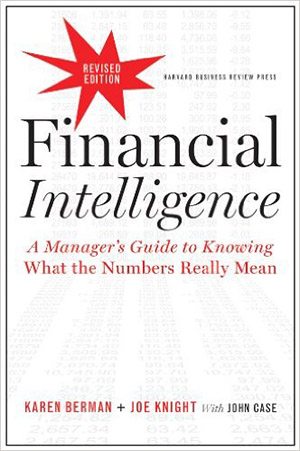 REVISED
EDITION
HARVARD BUSINESS REVIEW PRESS
Financial
Intelligence
A Manager's Guide to Knowing
What the Numbers Really Mean
KAREN BERMAN + JOE KNIGHT With JOHN CASE